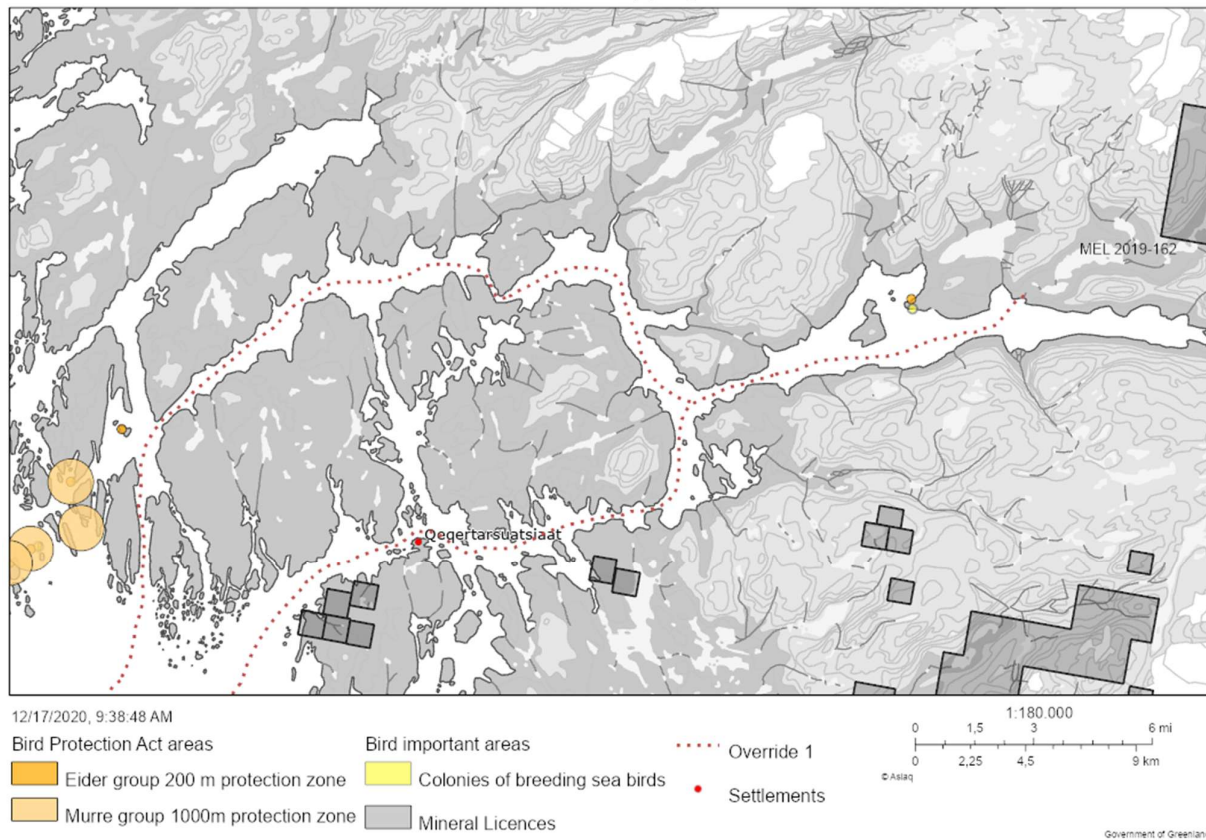 MEL 2019-162
Qeqertarsuatsiaat
12/17/2020, 9:38:48 AM
Bird Protection Act areas
Eider group 200 m protection zone
Murre group 1000m protection zone
Bird important areas
Colonies of breeding sea birds
Mineral Licences
Override 1
Settlements
1:180.000
0 1,5 3 6 mi
0 2,25 4,5 9 km
© Asiaq
Government of Greenlan